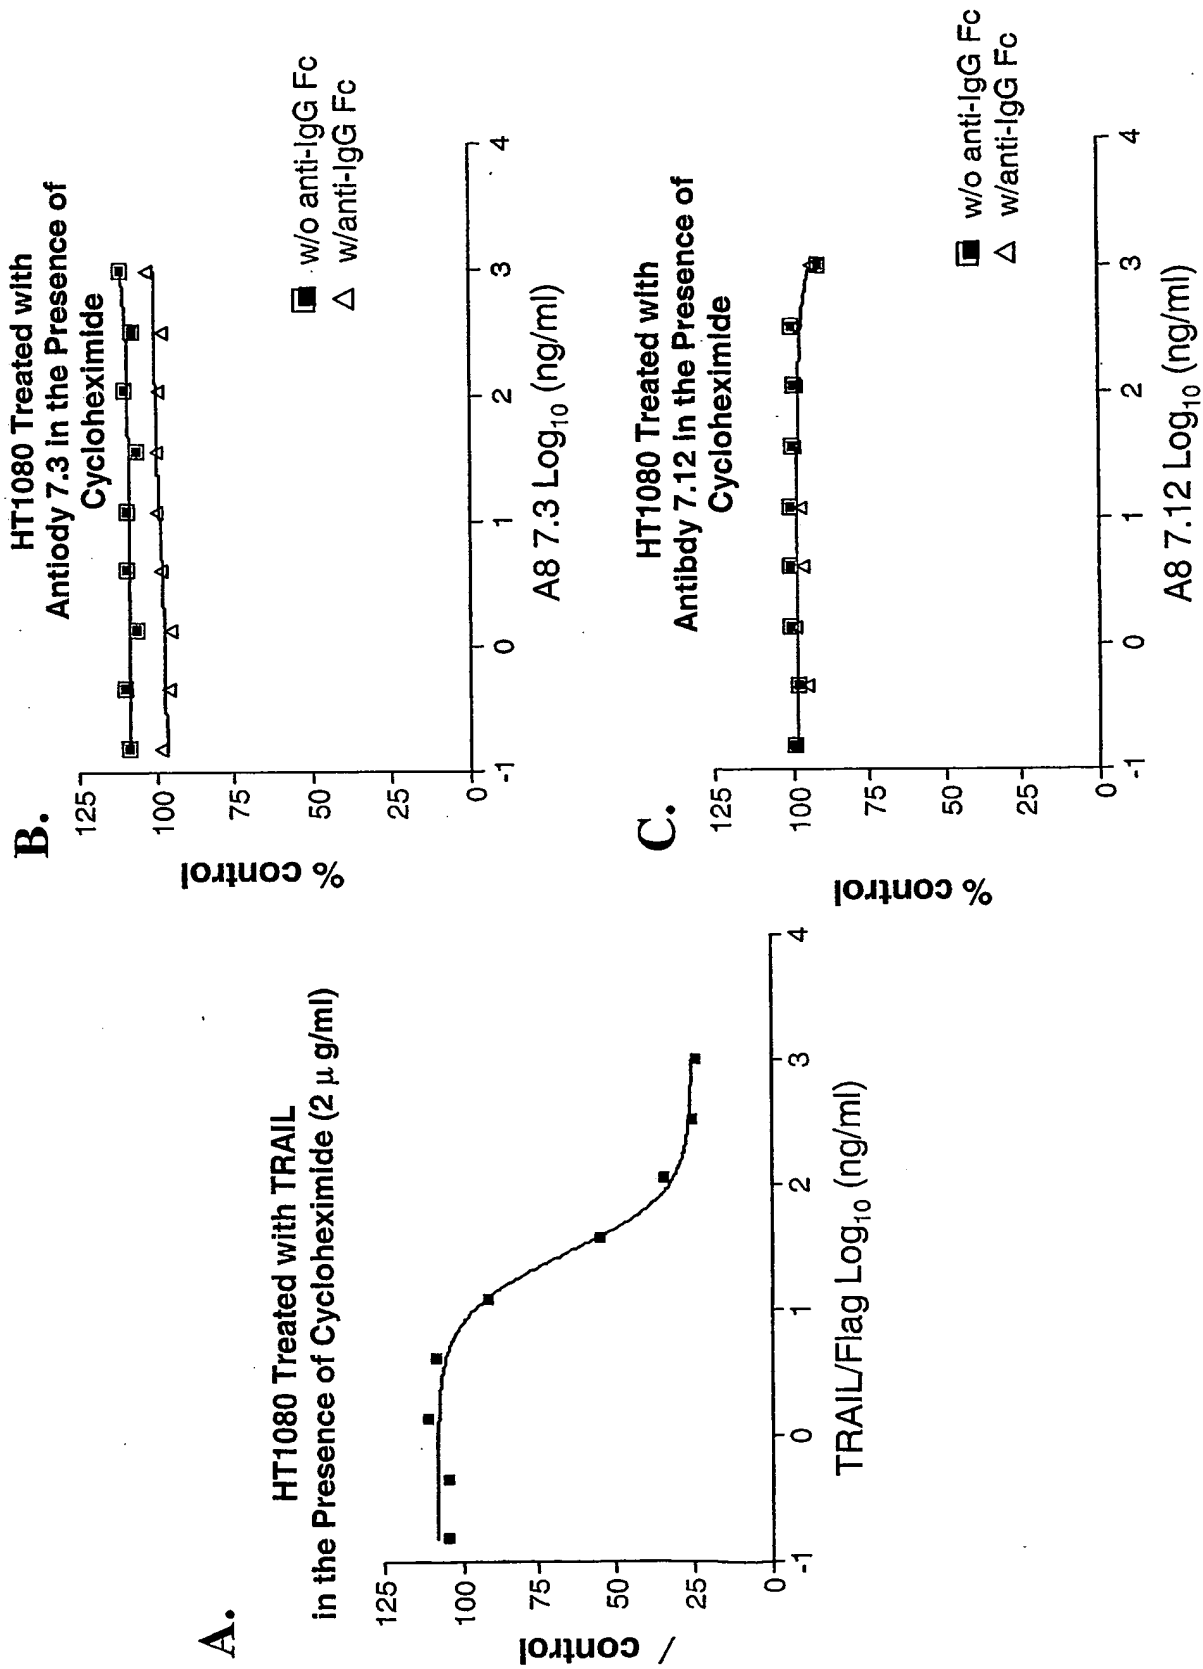 A.
HT1080 Treated with TRAIL
in the Presence of Cycloheximide (2 μ g/ml)
/ control
125
100
75
50
25
0
-1
0
1
2
3
4
TRAIL/Flag Log10 (ng/ml)
B.
HT1080 Treated with
Antiody 7.3 in the Presence of
Cycloheximide
% control
125
100
75
50
25
0
-1
0
1
2
3
4
A8 7.3 Log10 (ng/ml)
w/o anti-IgG Fc
w/anti-IgG Fc
C.
HT1080 Treated with
Antibdy 7.12 in the Presence of
Cycloheximide
% control
125
100
75
50
25
0
-1
0
1
2
3
4
A8 7.12 Log10 (ng/ml)
w/o anti-IgG Fc
w/anti-IgG Fc